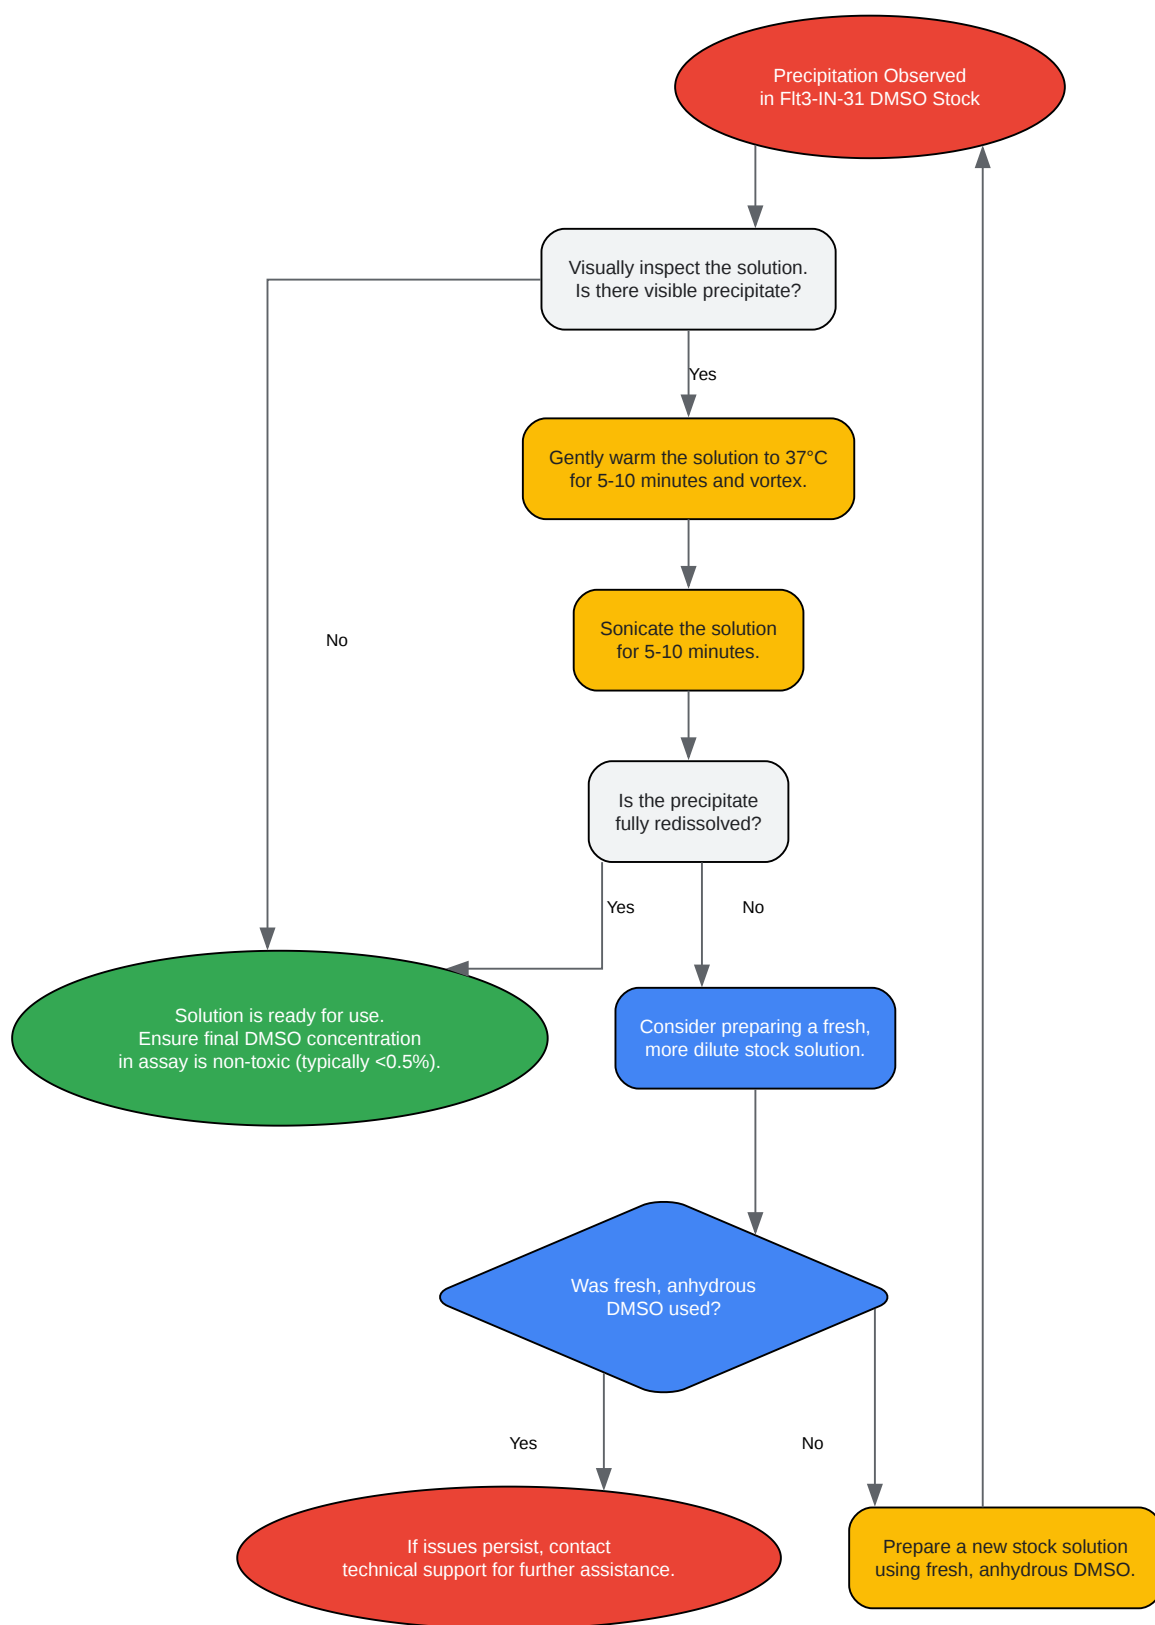 Precipitation Observed
in Flt3-IN-31 DMSO Stock
Visually inspect the solution.
Is there visible precipitate?
Yes
Gently warm the solution to 37°C
for 5-10 minutes and vortex.
Sonicate the solution
for 5-10 minutes.
No
Is the precipitate
fully redissolved?
Yes
No
Solution is ready for use.
Ensure final DMSO concentration
in assay is non-toxic (typically <0.5%).
Consider preparing a fresh,
more dilute stock solution.
Was fresh, anhydrous
DMSO used?
Yes
No
If issues persist, contact
technical support for further assistance.
Prepare a new stock solution
using fresh, anhydrous DMSO.